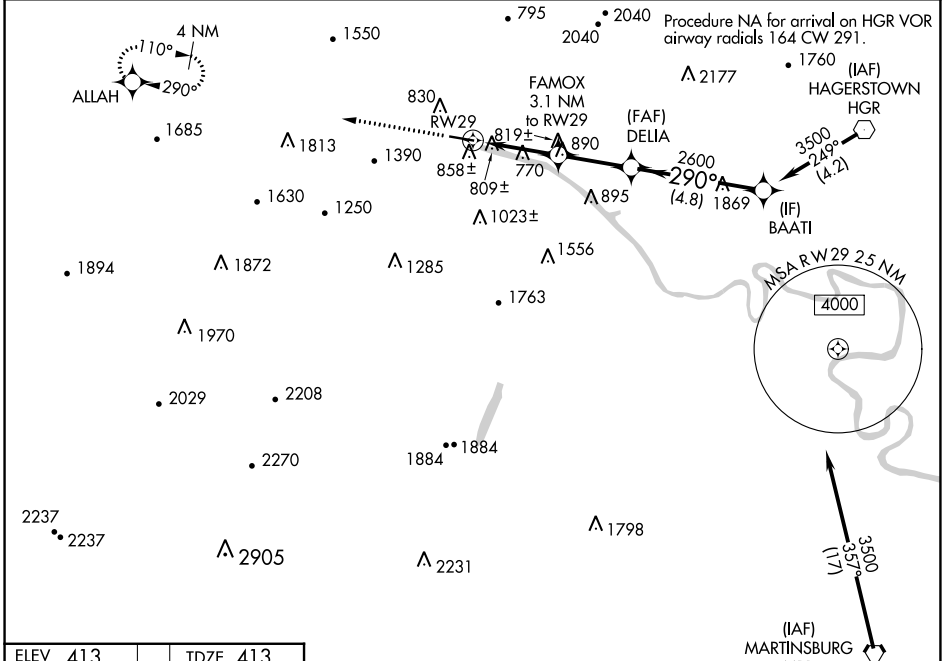 795
2040
2040
Procedure NA for arrival on HGR VOR
airway radials 164 CW 291.
4 NM
110°
290°
ALLAH
1550
1760
2177
(IAF)
HAGERSTOWN
HGR
FAMOX
3.1 NM
to RW29
830
RW29
819±
890
(FAF)
DELIA
3500
249°
(4.2)
1685
1813
1390
858±
809±
770
2600
290°
(4.8)
1869
(IF)
BAATI
895
1630
1250
1023±
1556
1894
1872
1285
1763
MSA RW29 25 NM
4000
1970
2029
2208
1884
1884
2270
2237
2237
2905
2231
1798
3500
357°
(17)
(IAF)
MARTINSBURG
ELEV 413
TDZE 413